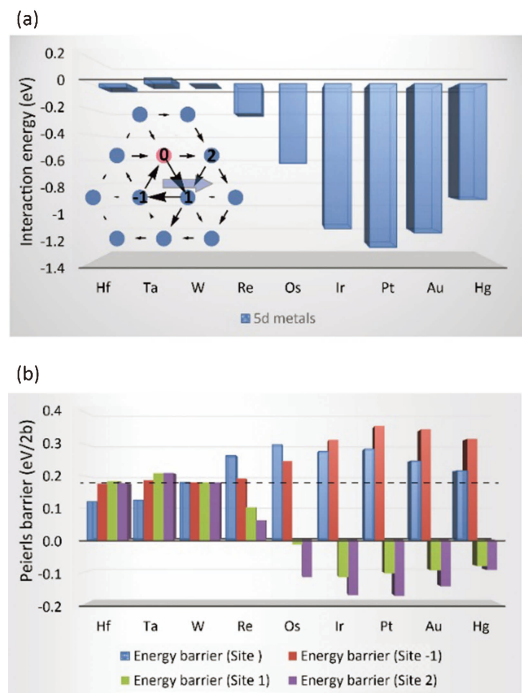 (a)
Interaction energy (eV)
0.2
0
-0.2
-0.4
-0.6
-0.8
-1
-1.2
-1.4
0
2
-1
1
Hf Ta W Re Os Ir Pt Au Hg
5d metals
(b)
Peierls barrier (eV/2b)
0.4
0.3
0.2
0.1
0.0
-0.1
-0.2
Hf Ta W Re Os Ir Pt Au Hg
Energy barrier (Site ) Energy barrier (Site -1)
Energy barrier (Site 1) Energy barrier (Site 2)